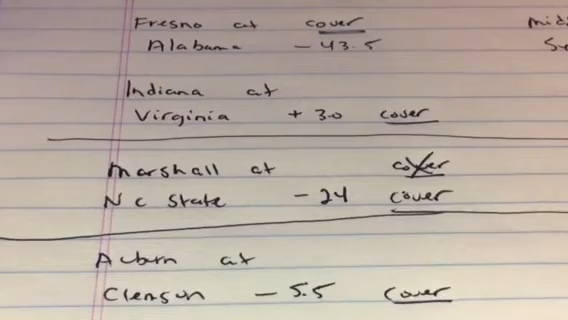 Fresno at cover
Alabama - 43.5
Indiana at
Virginia + 3.0 cover
Marshall at cover
NC State - 24 cover
Auburn at
Clemson - 5.5 cover